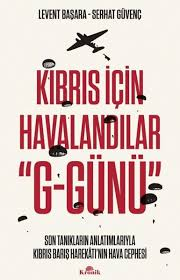 LEVENT BAŞARA - SERHAT GÜVENÇ
KIBRIS İÇİN
HAVALANDILAR
"G-GÜNÜ"
SON TANIKLARIN ANLATIMLARIYLA
KIBRIS BARIŞ HAREKÂTI'NIN HAVA CEPHESİ
Kronik